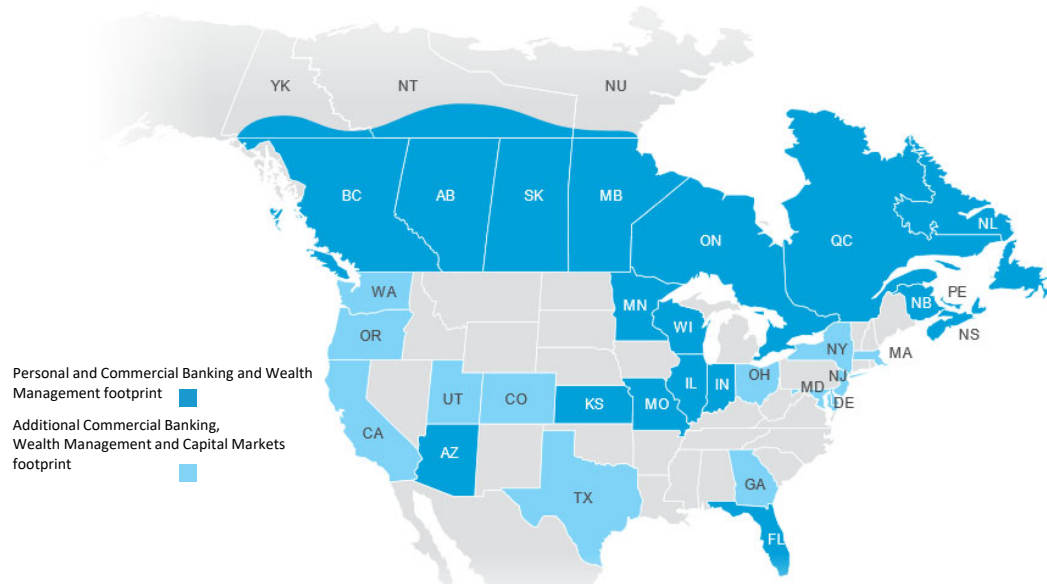 YK
NT
NU
BC
AB
SK
MB
ON
QC
NL
PE
NB
NS
WA
MN
WI
OR
NY
MA
Personal and Commercial Banking and Wealth
Management footprint
UT
CO
KS
MO
IL
IN
OH
MD
NJ
DE
Additional Commercial Banking,
Wealth Management and Capital Markets
footprint
CA
AZ
TX
GA
FL